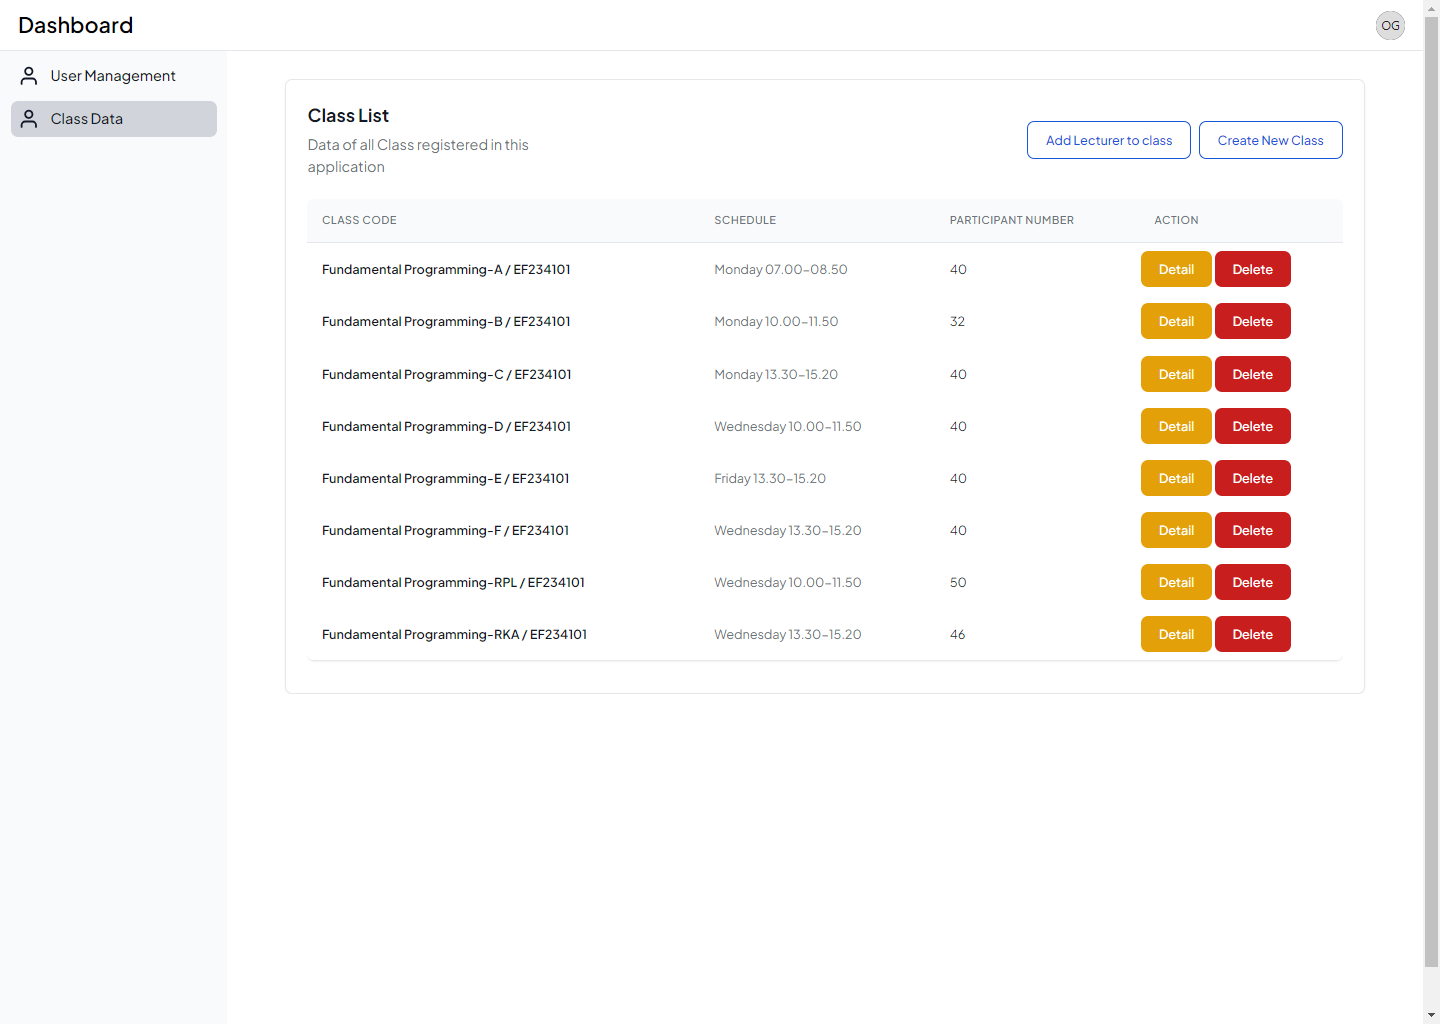 Dashboard
OG
User Management
Class Data
Class List
Data of all Class registered in this
application
Add Lecturer to class
Create New Class
CLASS CODE SCHEDULE PARTICIPANT NUMBER ACTION
Fundamental Programming-A / EF234101 Monday 07.00-08.50 40 Detail Delete
Fundamental Programming-B / EF234101 Monday 10.00-11.50 32 Detail Delete
Fundamental Programming-C / EF234101 Monday 13.30-15.20 40 Detail Delete
Fundamental Programming-D / EF234101 Wednesday 10.00-11.50 40 Detail Delete
Fundamental Programming-E / EF234101 Friday 13.30-15.20 40 Detail Delete
Fundamental Programming-F / EF234101 Wednesday 13.30-15.20 40 Detail Delete
Fundamental Programming-RPL / EF234101 Wednesday 10.00-11.50 50 Detail Delete
Fundamental Programming-RKA / EF234101 Wednesday 13.30-15.20 46 Detail Delete